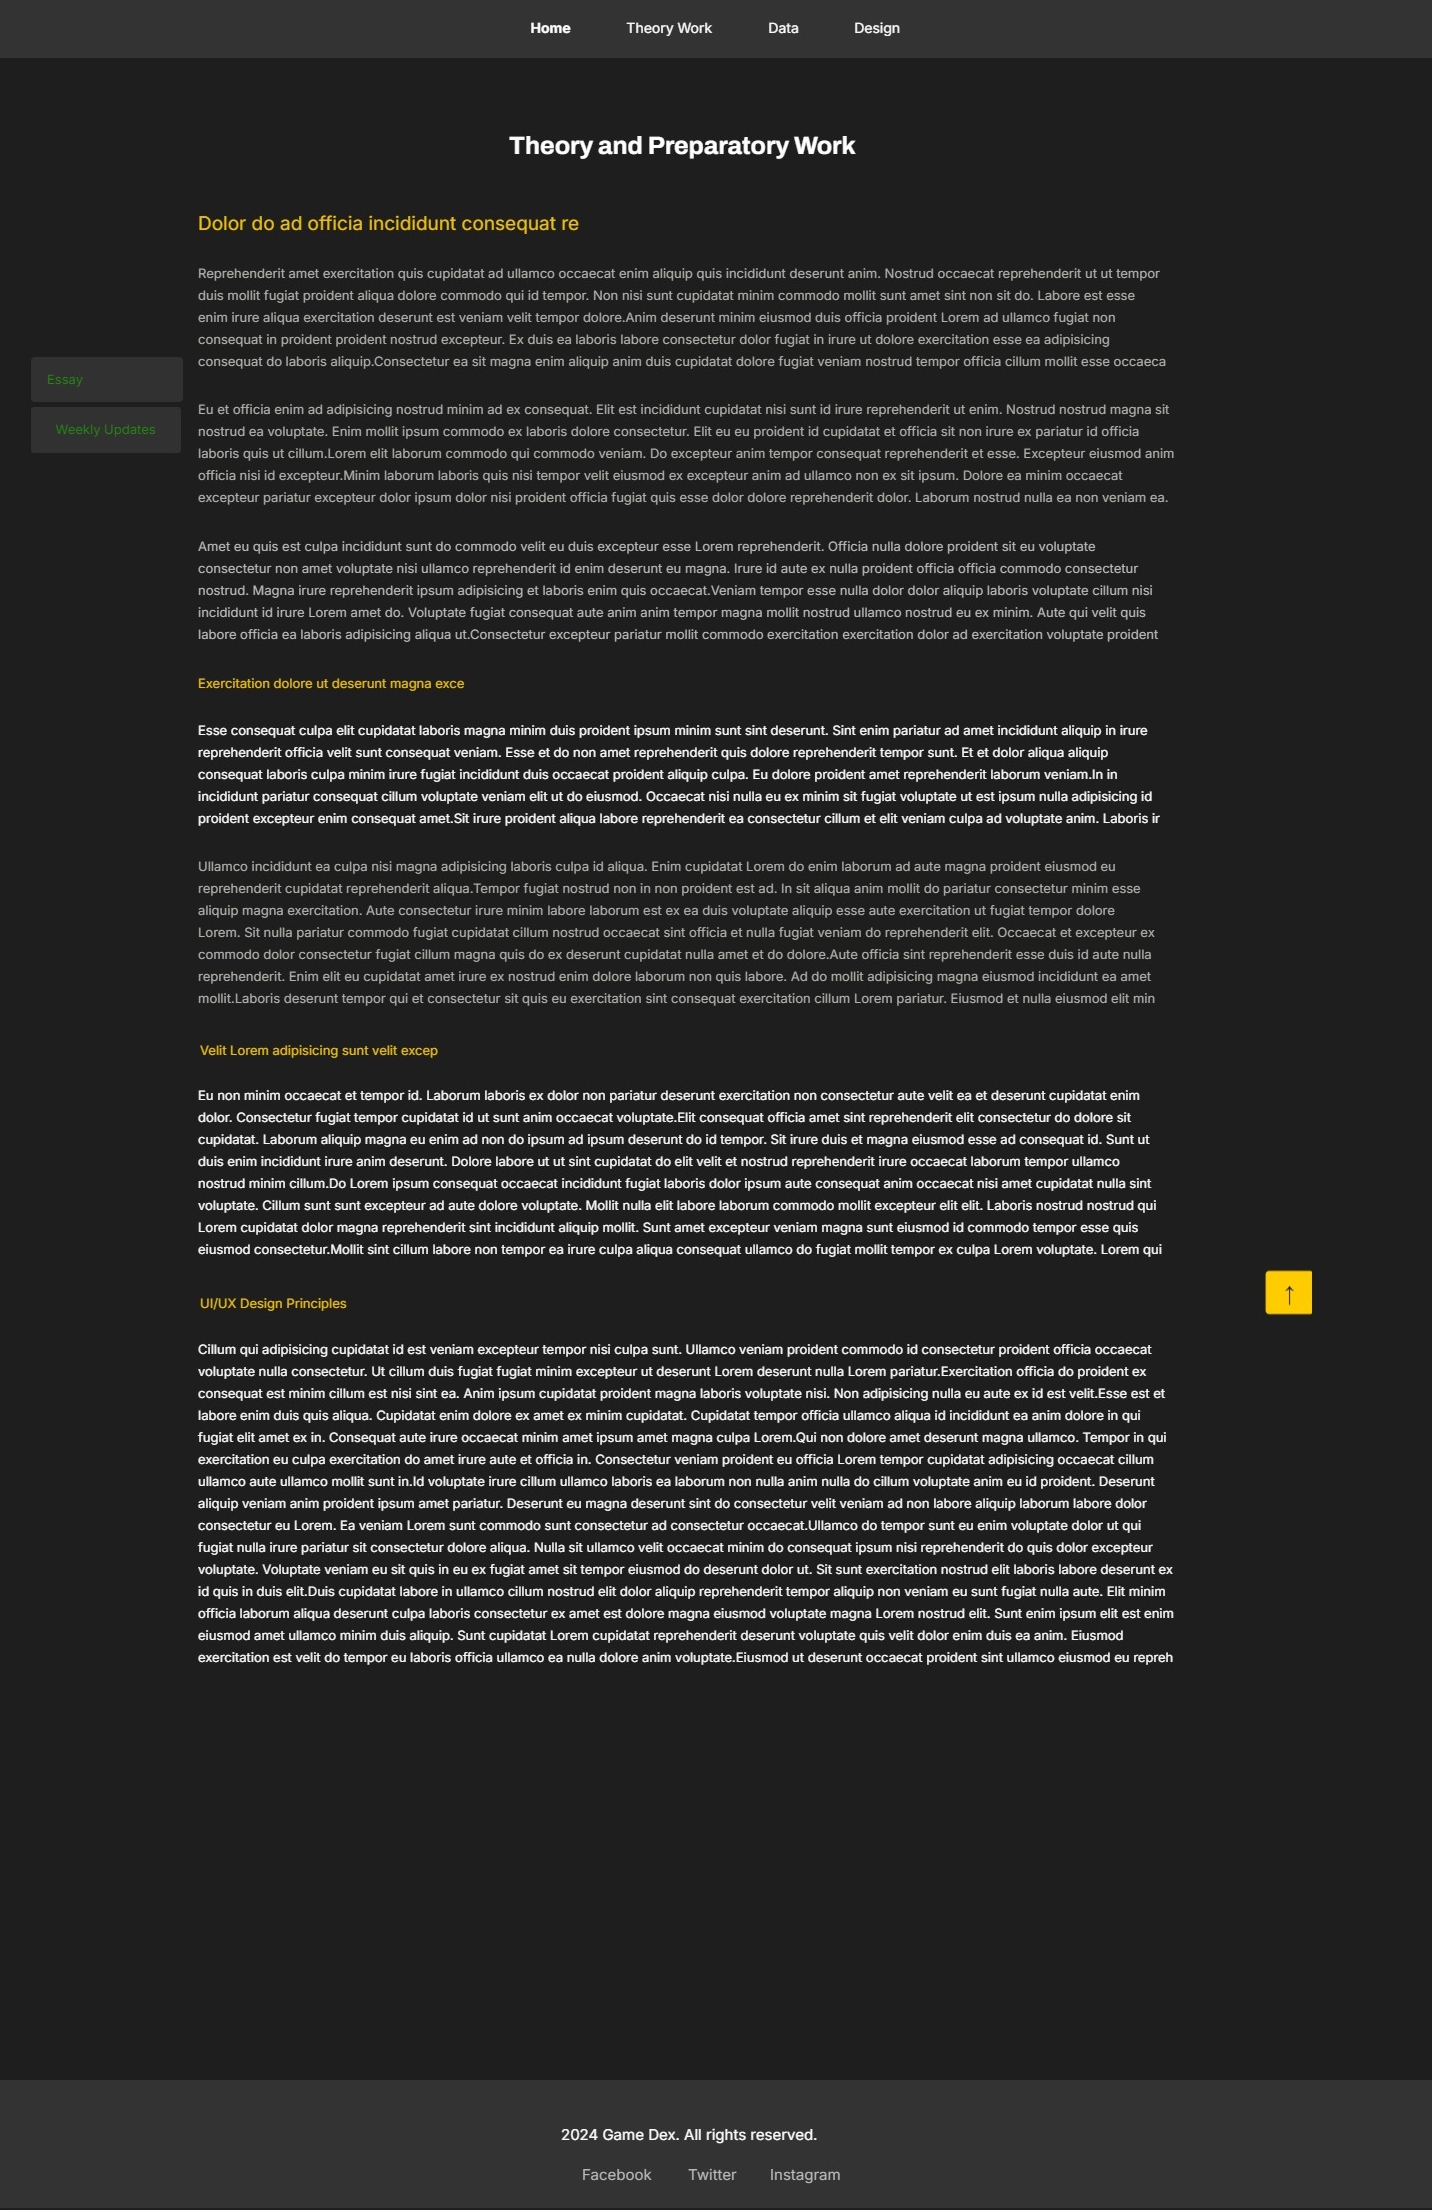 Home Theory Work Data Design
Theory and Preparatory Work
Dolor do ad officia incididunt consequat re
Reprehenderit amet exercitation quis cupidatat ad ullamco occaecat enim aliquip quis incididunt deserunt anim. Nostrud occaecat reprehenderit ut ut tempor
duis mollit fugiat proident aliqua dolore commodo qui id tempor. Non nisi sunt cupidatat minim commodo mollit sunt amet sint non sit do. Labore est esse
enim irure aliqua exercitation deserunt est veniam velit tempor dolore.Anim deserunt minim eiusmod duis officia proident Lorem ad ullamco fugiat non
consequat in proident proident nostrud excepteur. Ex duis ea laboris labore consectetur dolor fugiat in irure ut dolore exercitation esse ea adipisicing
consequat do laboris aliquip.Consectetur ea sit magna enim aliquip anim duis cupidatat dolore fugiat veniam nostrud tempor officia cillum mollit esse occaeca
Essay
Weekly Updates
Eu et officia enim ad adipisicing nostrud minim ad ex consequat. Elit est incididunt cupidatat nisi sunt id irure reprehenderit ut enim. Nostrud nostrud magna sit
nostrud ea voluptate. Enim mollit ipsum commodo ex laboris dolore consectetur. Elit eu eu proident id cupidatat et officia sit non irure ex pariatur id officia
laboris quis ut cillum.Lorem elit laborum commodo qui commodo veniam. Do excepteur anim tempor consequat reprehenderit et esse. Excepteur eiusmod anim
officia nisi id excepteur.Minim laborum laboris quis nisi tempor velit eiusmod ex excepteur anim ad ullamco non ex sit ipsum. Dolore ea minim occaecat
excepteur pariatur excepteur dolor ipsum dolor nisi proident officia fugiat quis esse dolor dolore reprehenderit dolor. Laborum nostrud nulla ea non veniam ea.
Amet eu quis est culpa incididunt sunt do commodo velit eu duis excepteur esse Lorem reprehenderit. Officia nulla dolore proident sit eu voluptate
consectetur non amet voluptate nisi ullamco reprehenderit id enim deserunt eu magna. Irure id aute ex nulla proident officia officia commodo consectetur
nostrud. Magna irure reprehenderit ipsum adipisicing et laboris enim quis occaecat.Veniam tempor esse nulla dolor dolor aliquip laboris voluptate cillum nisi
incididunt id irure Lorem amet do. Voluptate fugiat consequat aute anim anim tempor magna mollit nostrud ullamco nostrud eu ex minim. Aute qui velit quis
labore officia ea laboris adipisicing aliqua ut.Consectetur excepteur pariatur mollit commodo exercitation exercitation dolor ad exercitation voluptate proident
Exercitation dolore ut deserunt magna exce
Esse consequat culpa elit cupidatat laboris magna minim duis proident ipsum minim sunt sint deserunt. Sint enim pariatur ad amet incididunt aliquip in irure
reprehenderit officia velit sunt consequat veniam. Esse et do non amet reprehenderit quis dolore reprehenderit tempor sunt. Et et dolor aliqua aliquip
consequat laboris culpa minim irure fugiat incididunt duis occaecat proident aliquip culpa. Eu dolore proident amet reprehenderit laborum veniam.In in
incididunt pariatur consequat cillum voluptate veniam elit ut do eiusmod. Occaecat nisi nulla eu ex minim sit fugiat voluptate ut est ipsum nulla adipisicing id
proident excepteur enim consequat amet.Sit irure proident aliqua labore reprehenderit ea consectetur cillum et elit veniam culpa ad voluptate anim. Laboris ir
Ullamco incididunt ea culpa nisi magna adipisicing laboris culpa id aliqua. Enim cupidatat Lorem do enim laborum ad aute magna proident eiusmod eu
reprehenderit cupidatat reprehenderit aliqua.Tempor fugiat nostrud non in non proident est ad. In sit aliqua anim mollit do pariatur consectetur minim esse
aliquip magna exercitation. Aute consectetur irure minim labore laborum est ex ea duis voluptate aliquip esse aute exercitation ut fugiat tempor dolore
Lorem. Sit nulla pariatur commodo fugiat cupidatat cillum nostrud occaecat sint officia et nulla fugiat veniam do reprehenderit elit. Occaecat et excepteur ex
commodo dolor consectetur fugiat cillum magna quis do ex deserunt cupidatat nulla amet et do dolore.Aute officia sint reprehenderit esse duis id aute nulla
reprehenderit. Enim elit eu cupidatat amet irure ex nostrud enim dolore laborum non quis labore. Ad do mollit adipisicing magna eiusmod incididunt ea amet
mollit.Laboris deserunt tempor qui et consectetur sit quis eu exercitation sint consequat exercitation cillum Lorem pariatur. Eiusmod et nulla eiusmod elit min
Velit Lorem adipisicing sunt velit excep
Eu non minim occaecat et tempor id. Laborum laboris ex dolor non pariatur deserunt exercitation non consectetur aute velit ea et deserunt cupidatat enim
dolor. Consectetur fugiat tempor cupidatat id ut sunt anim occaecat voluptate.Elit consequat officia amet sint reprehenderit elit consectetur do dolore sit
cupidatat. Laborum aliquip magna eu enim ad non do ipsum ad ipsum deserunt do id tempor. Sit irure duis et magna eiusmod esse ad consequat id. Sunt ut
duis enim incididunt irure anim deserunt. Dolore labore ut ut sint cupidatat do elit velit et nostrud reprehenderit irure occaecat laborum tempor ullamco
nostrud minim cillum.Do Lorem ipsum consequat occaecat incididunt fugiat laboris dolor ipsum aute consequat anim occaecat nisi amet cupidatat nulla sint
voluptate. Cillum sunt sunt excepteur ad aute dolore voluptate. Mollit nulla elit labore laborum commodo mollit excepteur elit elit. Laboris nostrud nostrud qui
Lorem cupidatat dolor magna reprehenderit sint incididunt aliquip mollit. Sunt amet excepteur veniam magna sunt eiusmod id commodo tempor esse quis
eiusmod consectetur.Mollit sint cillum labore non tempor ea irure culpa aliqua consequat ullamco do fugiat mollit tempor ex culpa Lorem voluptate. Lorem qui
↑
UI/UX Design Principles
Cillum qui adipisicing cupidatat id est veniam excepteur tempor nisi culpa sunt. Ullamco veniam proident commodo id consectetur proident officia occaecat
voluptate nulla consectetur. Ut cillum duis fugiat fugiat minim excepteur ut deserunt Lorem deserunt nulla Lorem pariatur.Exercitation officia do proident ex
consequat est minim cillum est nisi sint ea. Anim ipsum cupidatat proident magna laboris voluptate nisi. Non adipisicing nulla eu aute ex id est velit.Esse est et
labore enim duis quis aliqua. Cupidatat enim dolore ex amet ex minim cupidatat. Cupidatat tempor officia ullamco aliqua id incididunt ea anim dolore in qui
fugiat elit amet ex in. Consequat aute irure occaecat minim amet ipsum amet magna culpa Lorem.Qui non dolore amet deserunt magna ullamco. Tempor in qui
exercitation eu culpa exercitation do amet irure aute et officia in. Consectetur veniam proident eu officia Lorem tempor cupidatat adipisicing occaecat cillum
ullamco aute ullamco mollit sunt in.Id voluptate irure cillum ullamco laboris ea laborum non nulla anim nulla do cillum voluptate anim eu id proident. Deserunt
aliquip veniam anim proident ipsum amet pariatur. Deserunt eu magna deserunt sint do consectetur velit veniam ad non labore aliquip laborum labore dolor
consectetur eu Lorem. Ea veniam Lorem sunt commodo sunt consectetur ad consectetur occaecat.Ullamco do tempor sunt eu enim voluptate dolor ut qui
fugiat nulla irure pariatur sit consectetur dolore aliqua. Nulla sit ullamco velit occaecat minim do consequat ipsum nisi reprehenderit do quis dolor excepteur
voluptate. Voluptate veniam eu sit quis in eu ex fugiat amet sit tempor eiusmod do deserunt dolor ut. Sit sunt exercitation nostrud elit laboris labore deserunt ex
id quis in duis elit.Duis cupidatat labore in ullamco cillum nostrud elit dolor aliquip reprehenderit tempor aliquip non veniam eu sunt fugiat nulla aute. Elit minim
officia laborum aliqua deserunt culpa laboris consectetur ex amet est dolore magna eiusmod voluptate magna Lorem nostrud elit. Sunt enim ipsum elit est enim
eiusmod amet ullamco minim duis aliquip. Sunt cupidatat Lorem cupidatat reprehenderit deserunt voluptate quis velit dolor enim duis ea anim. Eiusmod
exercitation est velit do tempor eu laboris officia ullamco ea nulla dolore anim voluptate.Eiusmod ut deserunt occaecat proident sint ullamco eiusmod eu repreh
2024 Game Dex. All rights reserved.
Facebook Twitter Instagram